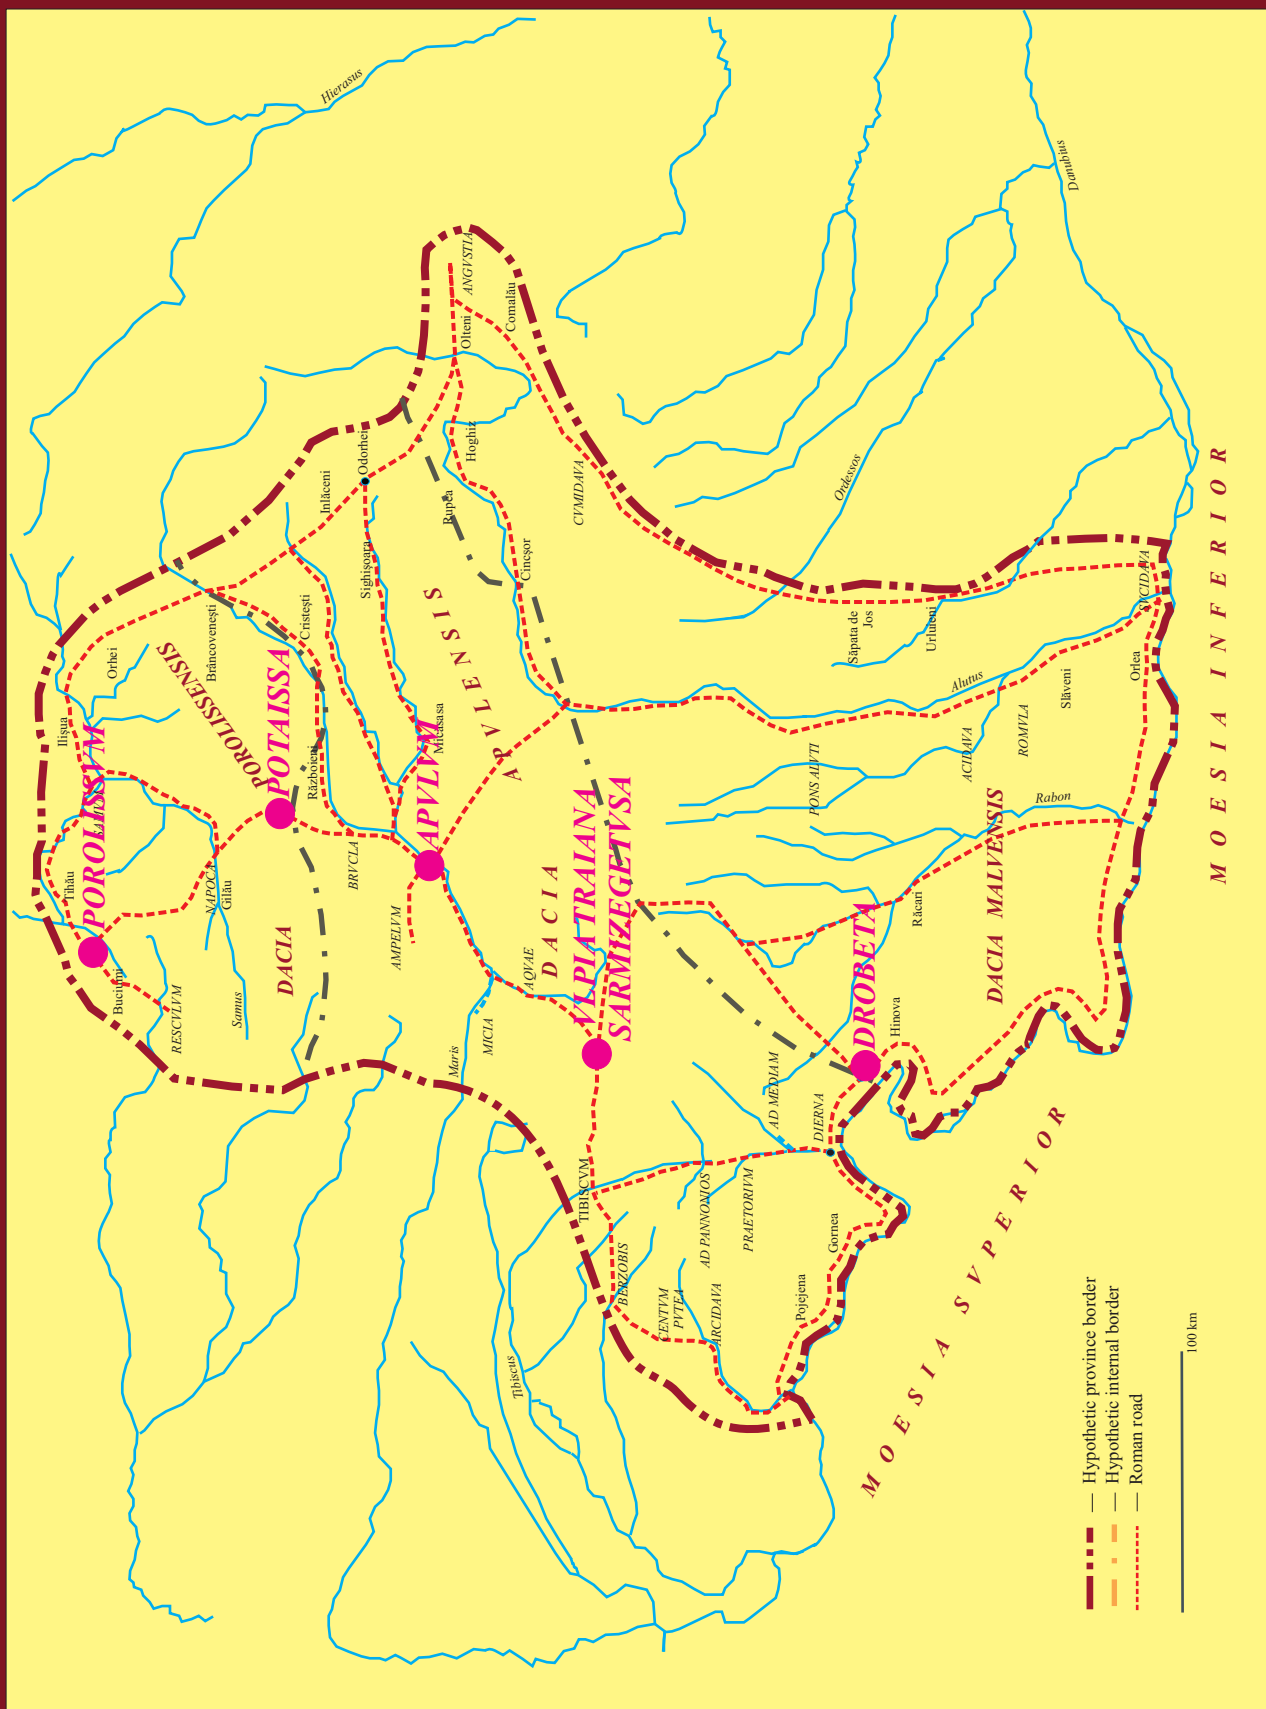 Hierasus
Danubius
ANGVSTIA
Olteni
Comalău
Hoghiz
Odorhei
Inlăceni
Rupea
CVMIDAVA
Ordessos
Cincșor
Sighișoara
Cristești
Brâncovenești
Orhei
Ilișua
POROLISSVM
POTAISSA
DACIA
POROLISSENSIS
Războieni
Micăsasa
APVLVM
DACIA
APVLENSIS
SVCIDAVA
Săpata de
Jos
Urluieni
Orlea
Slăveni
Alutus
ROMVLA
ACIDAVA
PONS ALVTI
Rabon
Tihău
NAPOCA
Gilău
BRVCLA
AMPELVM
AQVAE
VLPIA TRAIANA
SARMIZEGETVSA
Răcari
DACIA MALVENSIS
DROBETA
Hinova
Buciumi
RESCVLVM
Samus
Maris
MICIA
AD MEDIAM
DIERNA
TIBISCVM
AD PANNONIOS
PRAETORIVM
Gornea
BERZOBIS
CENTVM
PVTEA
ARCIDAVA
Pojejena
Tibiscus
MOESIA INFERIOR
MOESIA SVPERIOR
— Hypothetic province border
— Hypothetic internal border
— Roman road
100 km